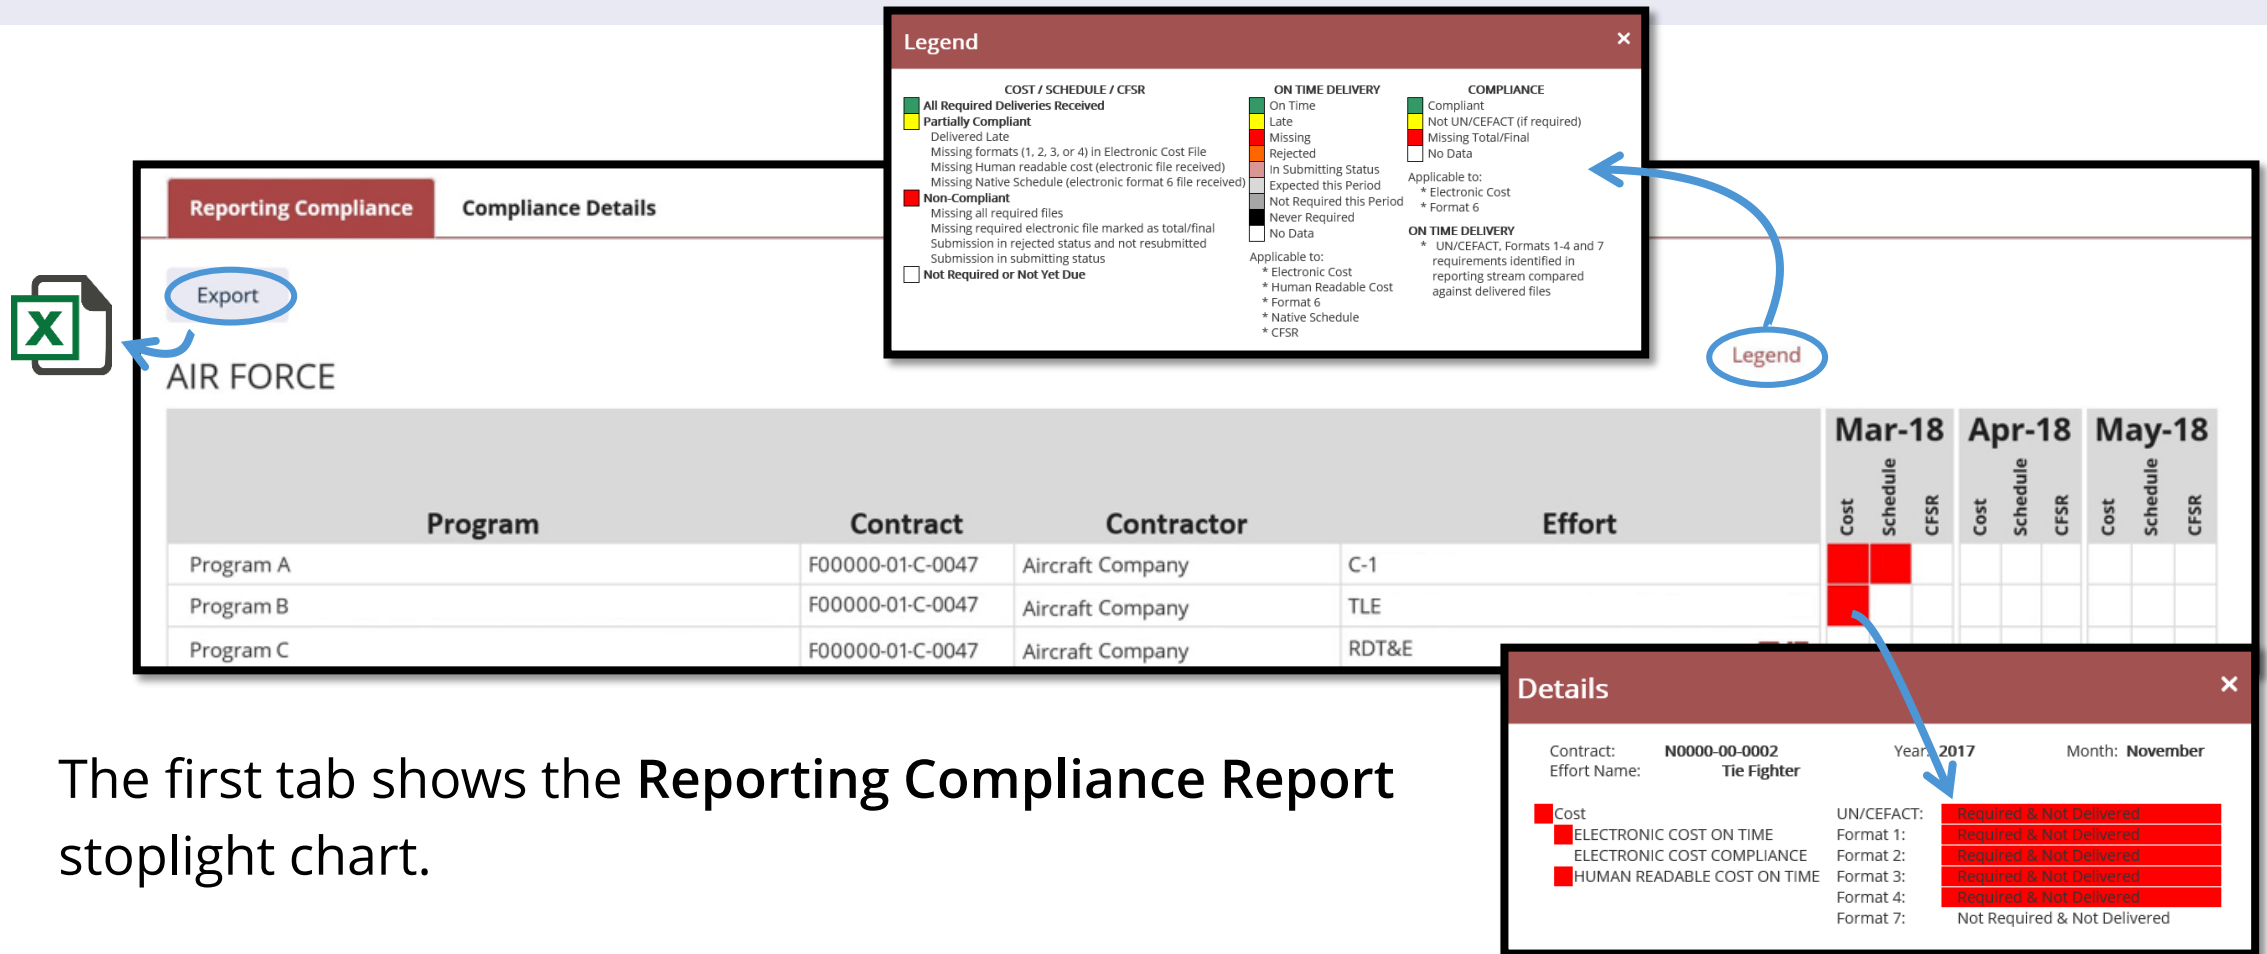 Legend ×
COST / SCHEDULE / CFSR
All Required Deliveries Received
Partially Compliant
Delivered Late
Missing formats (1, 2, 3, or 4) in Electronic Cost File
Missing Human readable cost (electronic file received)
Missing Native Schedule (electronic format 6 file received)
Non-Compliant
Missing all required files
Missing required electronic file marked as total/final
Submission in rejected status and not resubmitted
Submission in submitting status
Not Required or Not Yet Due
ON TIME DELIVERY
On Time
Late
Missing
Rejected
In Submitting Status
Expected this Period
Not Required this Period
Never Required
No Data
Applicable to:
* Electronic Cost
* Human Readable Cost
* Format 6
* Native Schedule
* CFSR
COMPLIANCE
Compliant
Not UN/CEFACT (if required)
Missing Total/Final
No Data
Applicable to:
* Electronic Cost
* Format 6
ON TIME DELIVERY
* UN/CEFACT, Formats 1-4 and 7
requirements identified in
reporting stream compared
against delivered files
Reporting Compliance Compliance Details
Export
X
Legend
AIR FORCE
Mar-18 Apr-18 May-18
Program Contract Contractor Effort Cost Schedule CFSR Cost Schedule CFSR Cost Schedule CFSR
Program A F00000-01-C-0047 Aircraft Company C-1
Program B F00000-01-C-0047 Aircraft Company TLE
Program C F00000-01-C-0047 Aircraft Company RDT&E
Details ×
Contract: N0000-00-0002 Year: 2017 Month: November
Effort Name: Tie Fighter
Cost UN/CEFACT: Required & Not Delivered
ELECTRONIC COST ON TIME Format 1: Required & Not Delivered
ELECTRONIC COST COMPLIANCE Format 2: Required & Not Delivered
HUMAN READABLE COST ON TIME Format 3: Required & Not Delivered
Format 4: Required & Not Delivered
Format 7: Not Required & Not Delivered
The first tab shows the Reporting Compliance Report
stoplight chart.